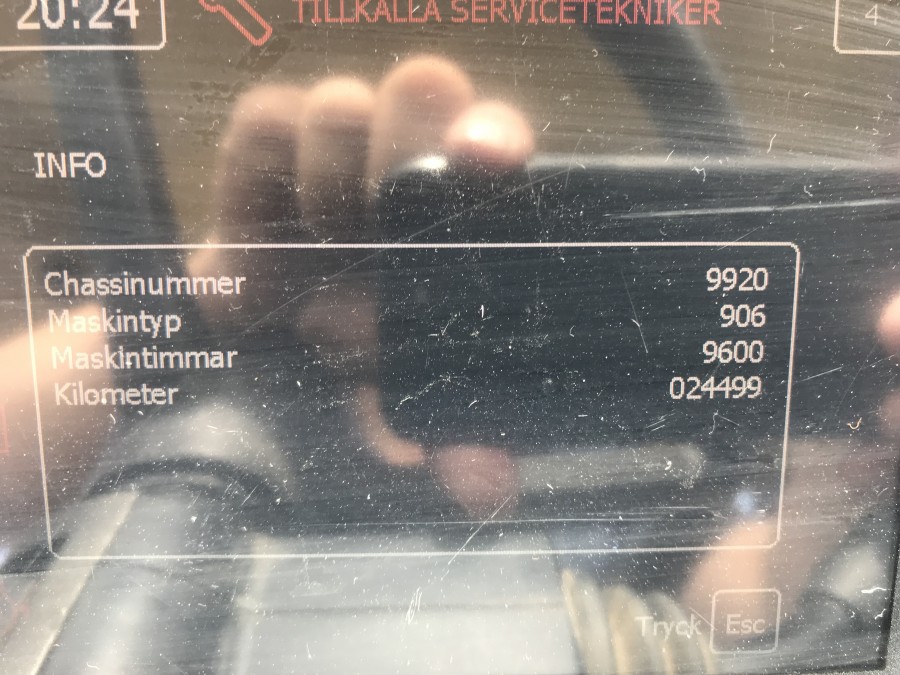 20:24
TILLKALLA SERVICETEKNIKER
4
INFO
Chassinummer 9920
Maskintyp 906
Maskintimmar 9600
Kilometer 024499
Tryck Esc